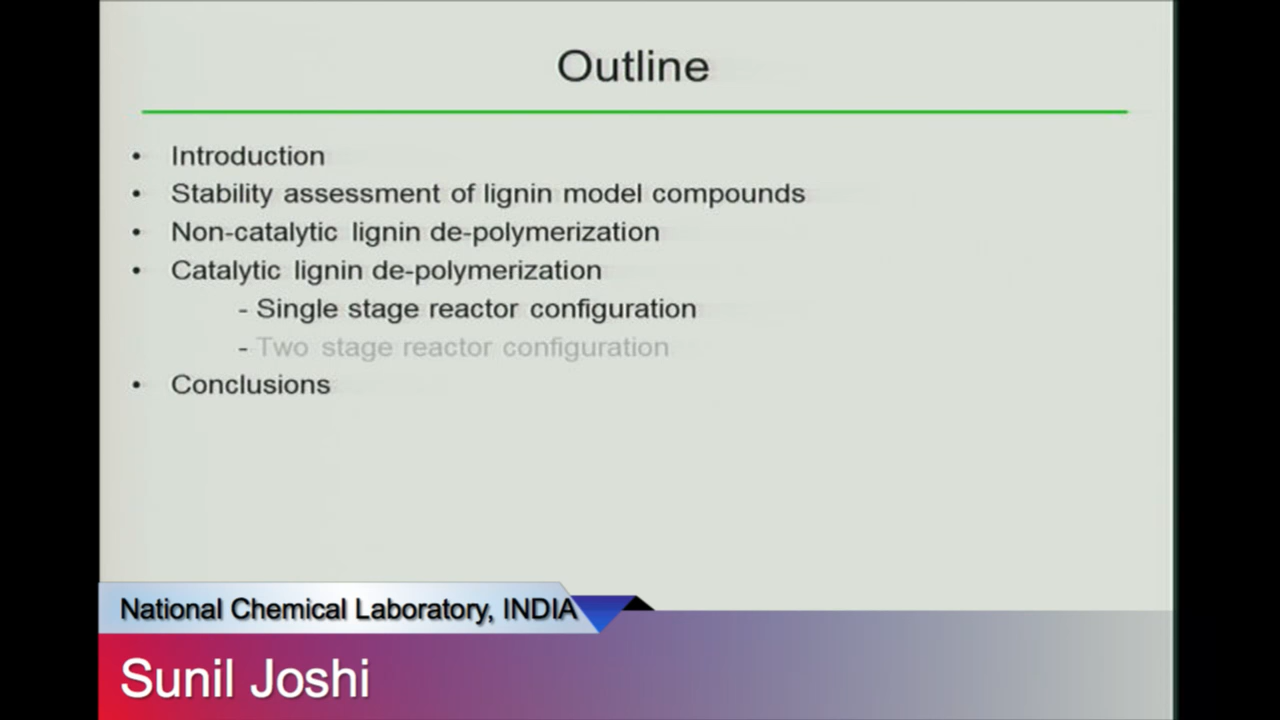 Outline
• Introduction
• Stability assessment of lignin model compounds
• Non-catalytic lignin de-polymerization
• Catalytic lignin de-polymerization
- Single stage reactor configuration
- Two stage reactor configuration
• Conclusions
National Chemical Laboratory, INDIA
Sunil Joshi